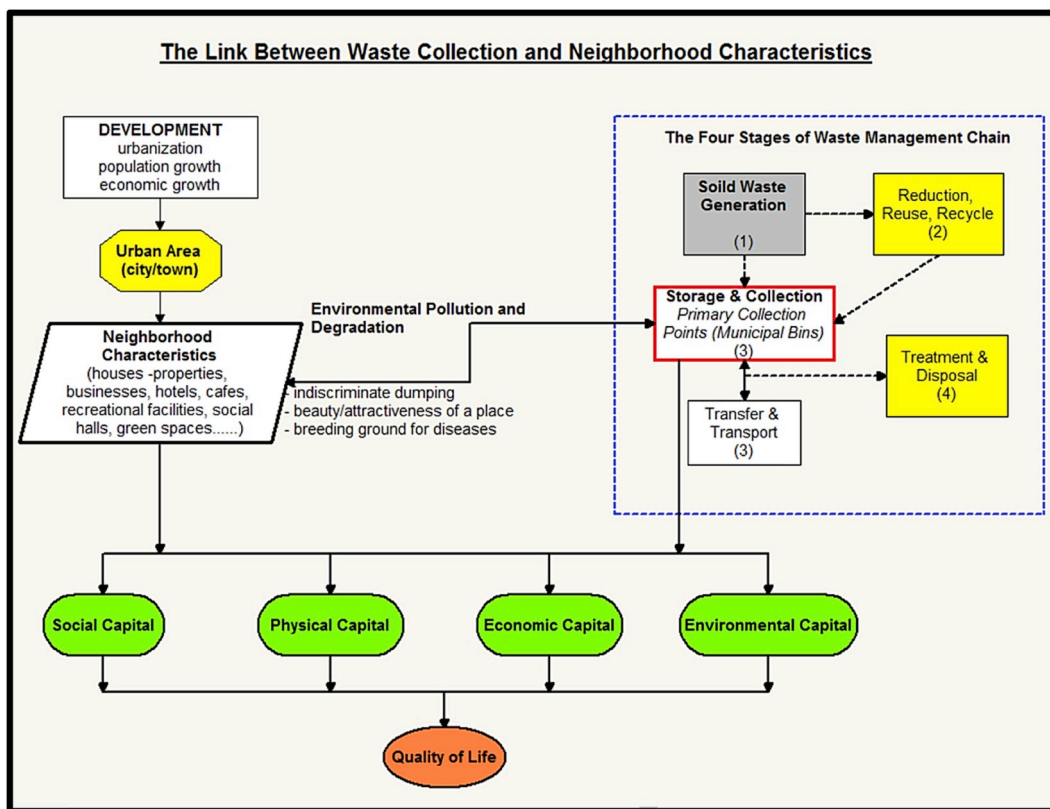 The Link Between Waste Collection and Neighborhood Characteristics
DEVELOPMENT
urbanization
population growth
economic growth
Urban Area
(city/town)
Neighborhood
Characteristics
(houses -properties,
businesses, hotels, cafes,
recreational facilities, social
halls, green spaces......)
Environmental Pollution and
Degradation
- indiscriminate dumping
- beauty/attractiveness of a place
- breeding ground for diseases
The Four Stages of Waste Management Chain
Soild Waste
Generation
(1)
Reduction,
Reuse, Recycle
(2)
Storage & Collection
Primary Collection
Points (Municipal Bins)
(3)
Treatment &
Disposal
(4)
Transfer &
Transport
(3)
Social Capital
Physical Capital
Economic Capital
Environmental Capital
Quality of Life